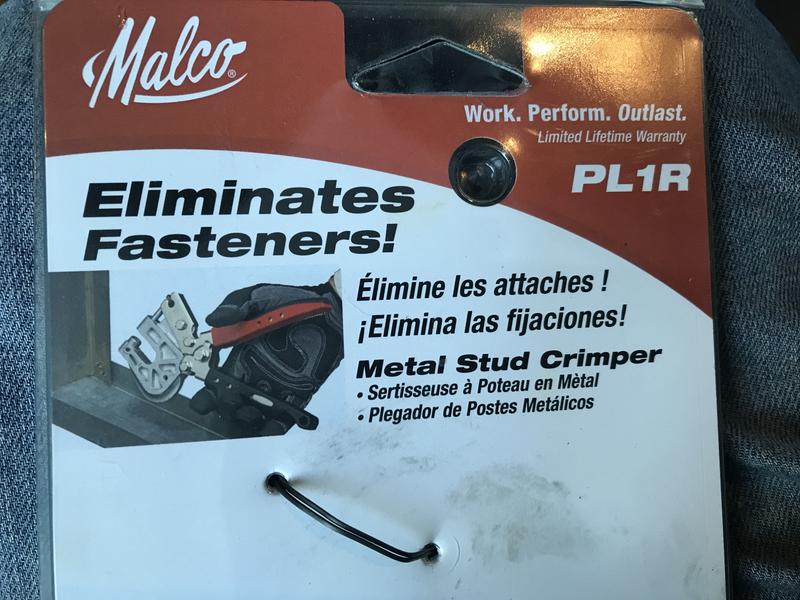 Malco®
Work. Perform. Outlast.
Limited Lifetime Warranty
PL1R
Eliminates
Fasteners!
Élimine les attaches !
¡Elimina las fijaciones!
Metal Stud Crimper
• Sertisseuse à Poteau en Mètal
• Plegador de Postes Metálicos